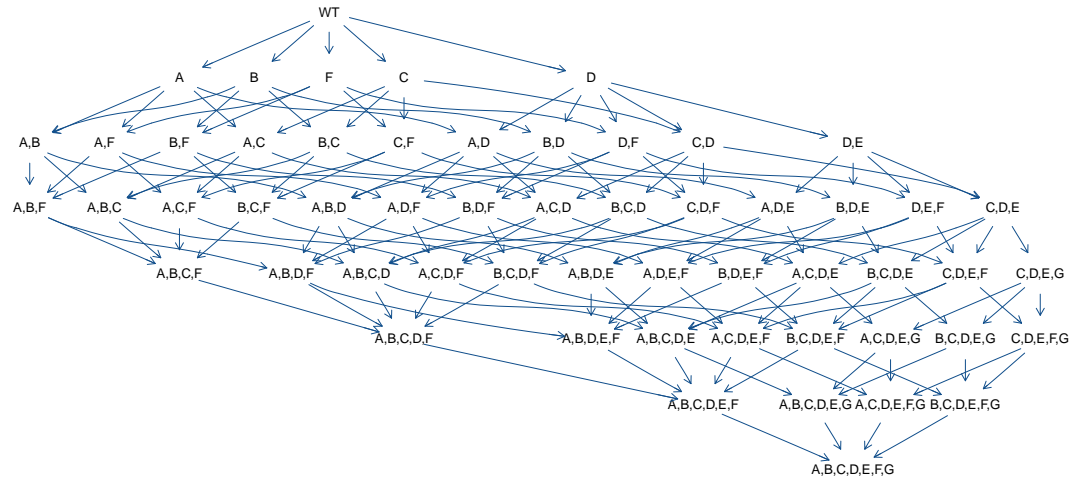 WT
A B F C D
A,B A,F B,F A,C B,C C,F A,D B,D D,F C,D D,E
A,B,F A,B,C A,C,F B,C,F A,B,D A,D,F B,D,F A,C,D B,C,D C,D,F A,D,E B,D,E D,E,F C,D,E
A,B,C,F A,B,D,F A,B,C,D A,C,D,F B,C,D,F A,B,D,E A,D,E,F B,D,E,F A,C,D,E B,C,D,E C,D,E,F C,D,E,G
A,B,C,D,F A,B,D,E,F A,B,C,D,E A,C,D,E,F B,C,D,E,F A,C,D,E,G B,C,D,E,G C,D,E,F,G
A,B,C,D,E,F A,B,C,D,E,G A,C,D,E,F,G B,C,D,E,F,G
A,B,C,D,E,F,G